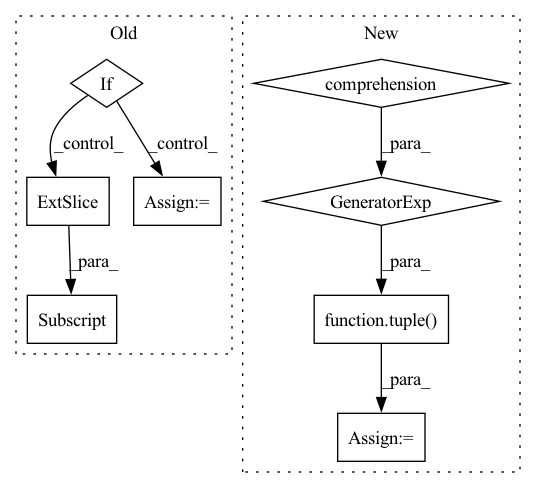 Old
If
_control_
_control_
ExtSlice
Assign:=
_para_
Subscript
New
comprehension
_para_
GeneratorExp
_para_
function.tuple()
_para_
Assign:=